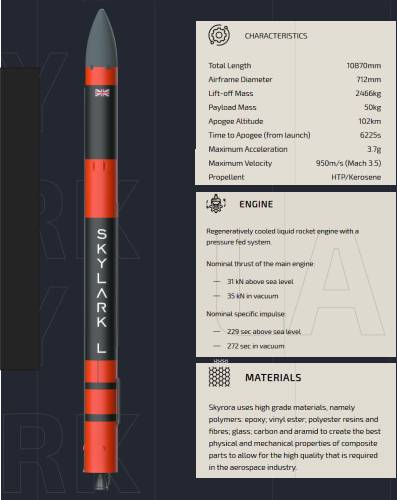 SKYLARK L
CHARACTERISTICS
Total Length 10870mm
Airframe Diameter 712mm
Lift-off Mass 2466kg
Payload Mass 50kg
Apogee Altitude 102km
Time to Apogee (from launch) 6225s
Maximum Acceleration 3.7g
Maximum Velocity 950m/s (Mach 3.5)
Propellent HTP/Kerosene
ENGINE
Regeneratively cooled liquid rocket engine with a
pressure fed system.
Nominal thrust of the main engine:
— 31 kN above sea level
— 35 kN in vacuum
Nominal specific impulse:
— 229 sec above sea level
— 272 sec in vacuum
MATERIALS
Skyrora uses high grade materials, namely
polymers: epoxy; vinyl ester; polyester resins and
fibres; glass; carbon and aramid to create the best
physical and mechanical properties of composite
parts to allow for the high quality that is required
in the aerospace industry.